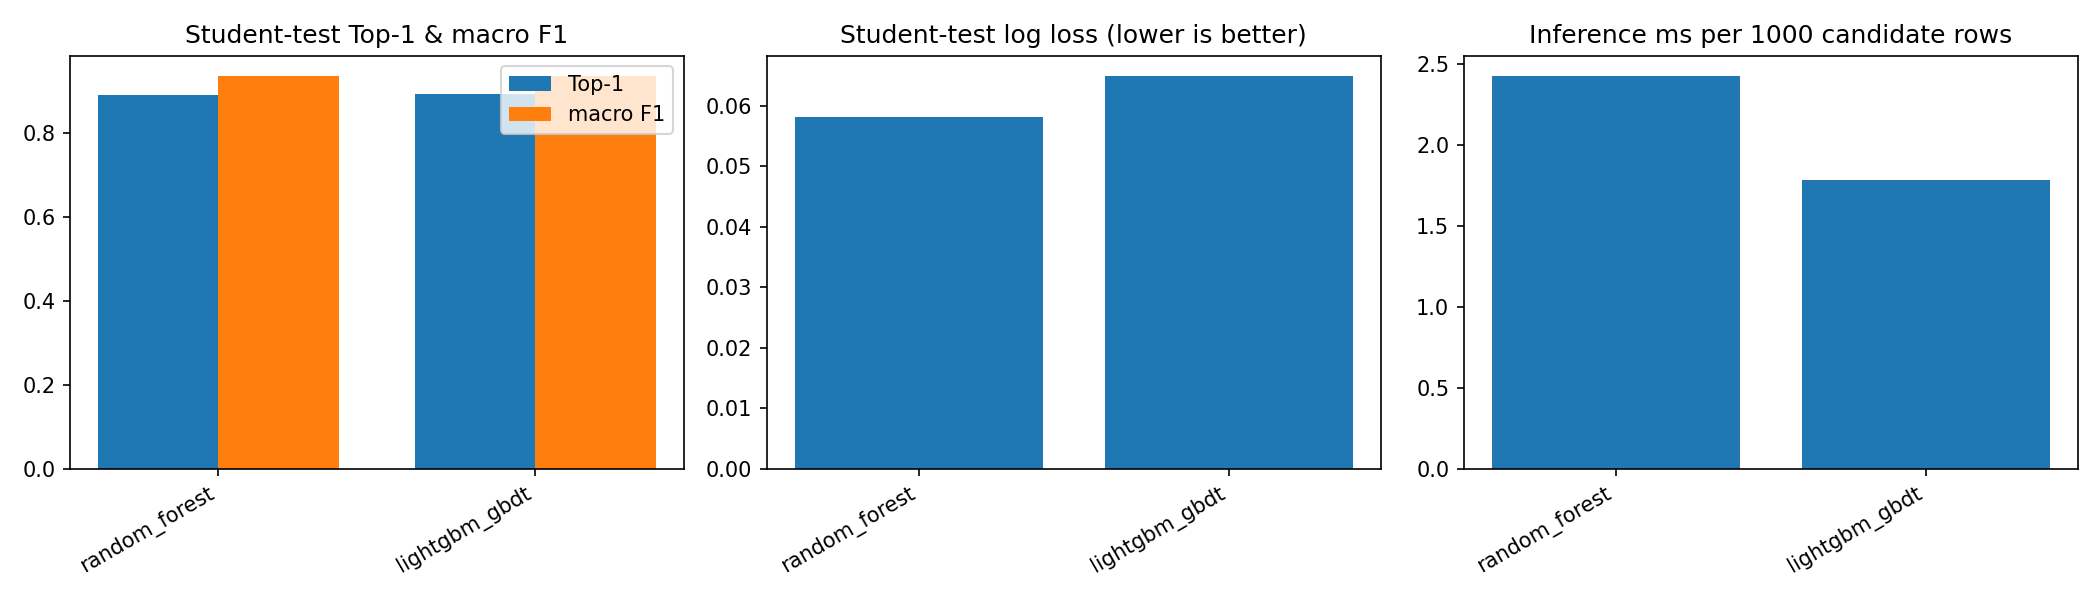 Student-test Top-1 & macro F1
Top-1
macro F1
0.8
0.6
0.4
0.2
0.0
random_forest
lightgbm_gbdt
Student-test log loss (lower is better)
0.06
0.05
0.04
0.03
0.02
0.01
0.00
random_forest
lightgbm_gbdt
Inference ms per 1000 candidate rows
2.5
2.0
1.5
1.0
0.5
0.0
random_forest
lightgbm_gbdt